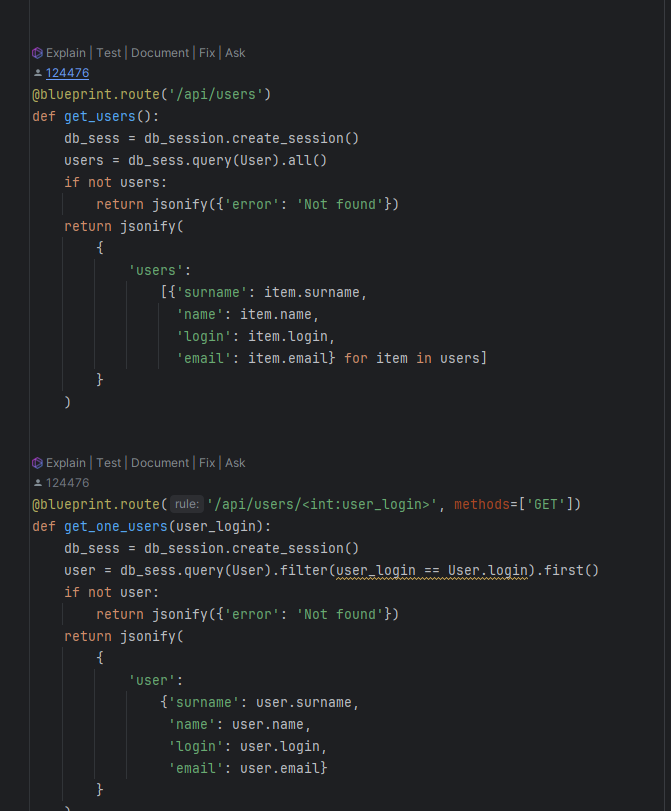 Explain | Test | Document | Fix | Ask
124476
@blueprint.route('/api/users')
def get_users():
    db_sess = db_session.create_session()
    users = db_sess.query(User).all()
    if not users:
        return jsonify({'error': 'Not found'})
    return jsonify(
        {
            'users':
                [{'surname': item.surname,
                  'name': item.name,
                  'login': item.login,
                  'email': item.email} for item in users]
        }
    )
Explain | Test | Document | Fix | Ask
124476
@blueprint.route( rule: '/api/users/<int:user_login>', methods=['GET'])
def get_one_users(user_login):
    db_sess = db_session.create_session()
    user = db_sess.query(User).filter(user_login == User.login).first()
    if not user:
        return jsonify({'error': 'Not found'})
    return jsonify(
        {
            'user':
                {'surname': user.surname,
                 'name': user.name,
                 'login': user.login,
                 'email': user.email}
        }
    )